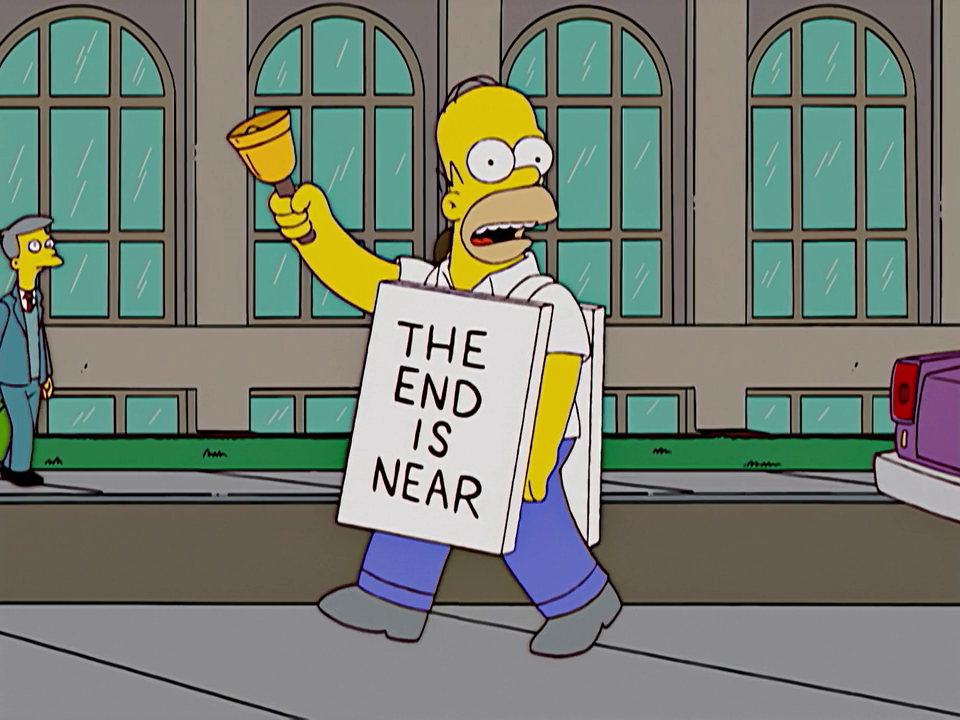 THE
END
IS
NEAR